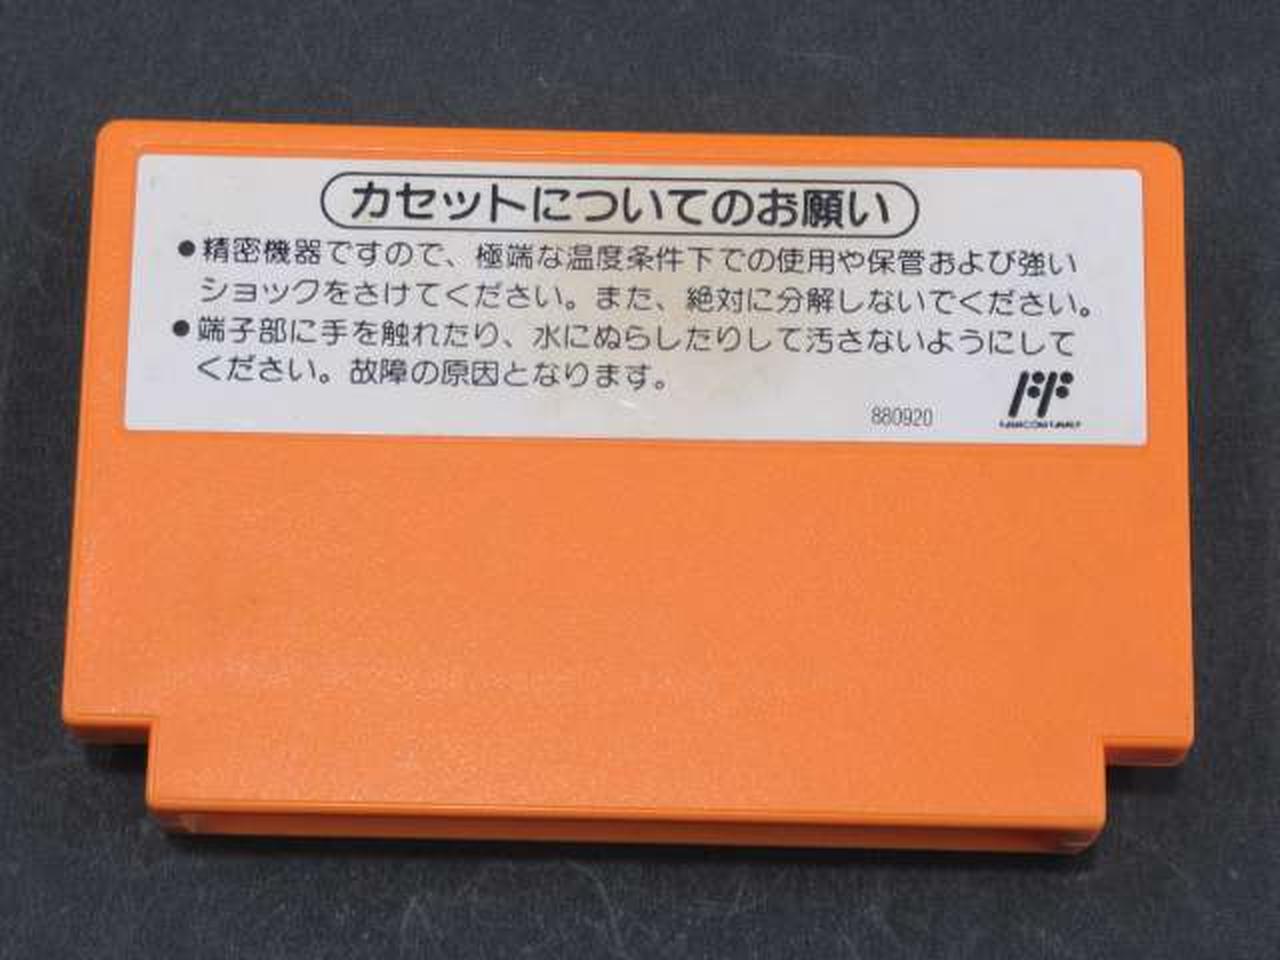 カセットについてのお願い
●精密機器ですので、極端な温度条件下での使用や保管および強い
ショックをさけてください。また、絶対に分解しないでください。
●端子部に手を触れたり、水にぬらしたりして汚さないようにして
ください。故障の原因となります。
880920
FAMICOM FAMILY